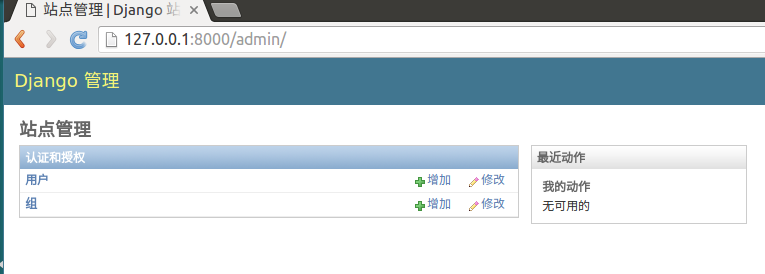 站点管理 | Django 站
127.0.0.1:8000/admin/
Django 管理
站点管理
认证和授权
用户 增加 修改
组 增加 修改
最近动作
我的动作
无可用的